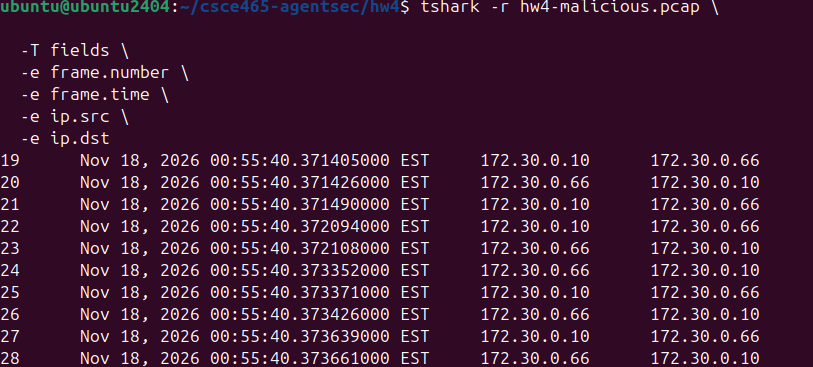 ubuntu@ubuntu2404:~/csce465-agentsec/hw4$ tshark -r hw4-malicious.pcap \
-T fields \
-e frame.number \
-e frame.time \
-e ip.src \
-e ip.dst
19 Nov 18, 2026 00:55:40.371405000 EST 172.30.0.10 172.30.0.66
20 Nov 18, 2026 00:55:40.371426000 EST 172.30.0.66 172.30.0.10
21 Nov 18, 2026 00:55:40.371490000 EST 172.30.0.10 172.30.0.66
22 Nov 18, 2026 00:55:40.372094000 EST 172.30.0.10 172.30.0.66
23 Nov 18, 2026 00:55:40.372108000 EST 172.30.0.66 172.30.0.10
24 Nov 18, 2026 00:55:40.373352000 EST 172.30.0.66 172.30.0.10
25 Nov 18, 2026 00:55:40.373371000 EST 172.30.0.10 172.30.0.66
26 Nov 18, 2026 00:55:40.373426000 EST 172.30.0.66 172.30.0.10
27 Nov 18, 2026 00:55:40.373639000 EST 172.30.0.10 172.30.0.66
28 Nov 18, 2026 00:55:40.373661000 EST 172.30.0.66 172.30.0.10